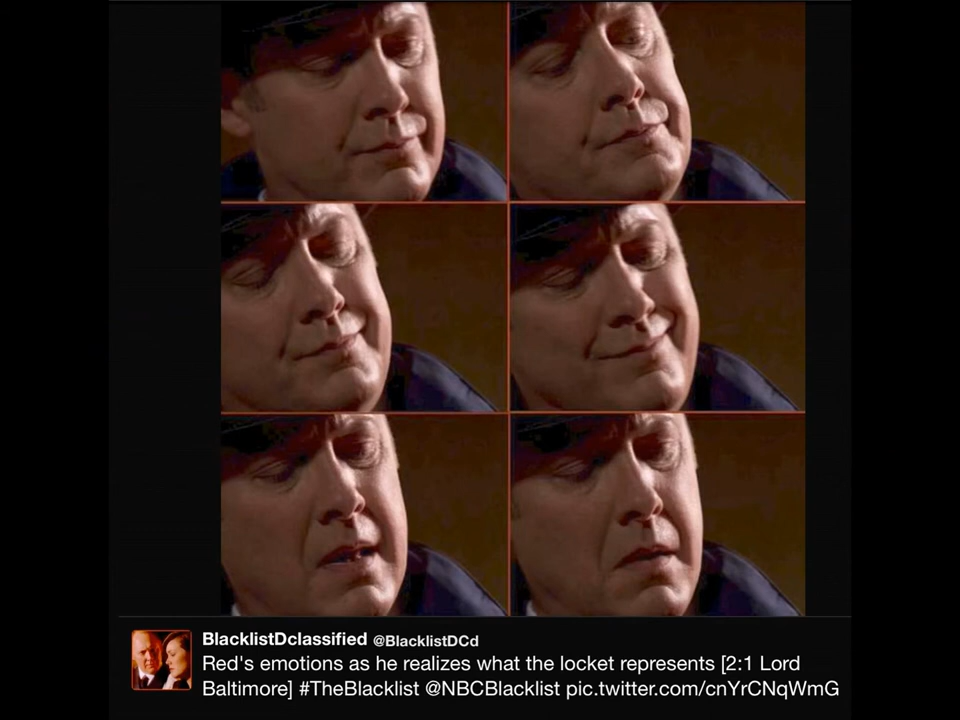 BlacklistDclassified @BlacklistDCd
Red's emotions as he realizes what the locket represents [2:1 Lord
Baltimore] #TheBlacklist @NBCBlacklist pic.twitter.com/cnYrCNqWmG